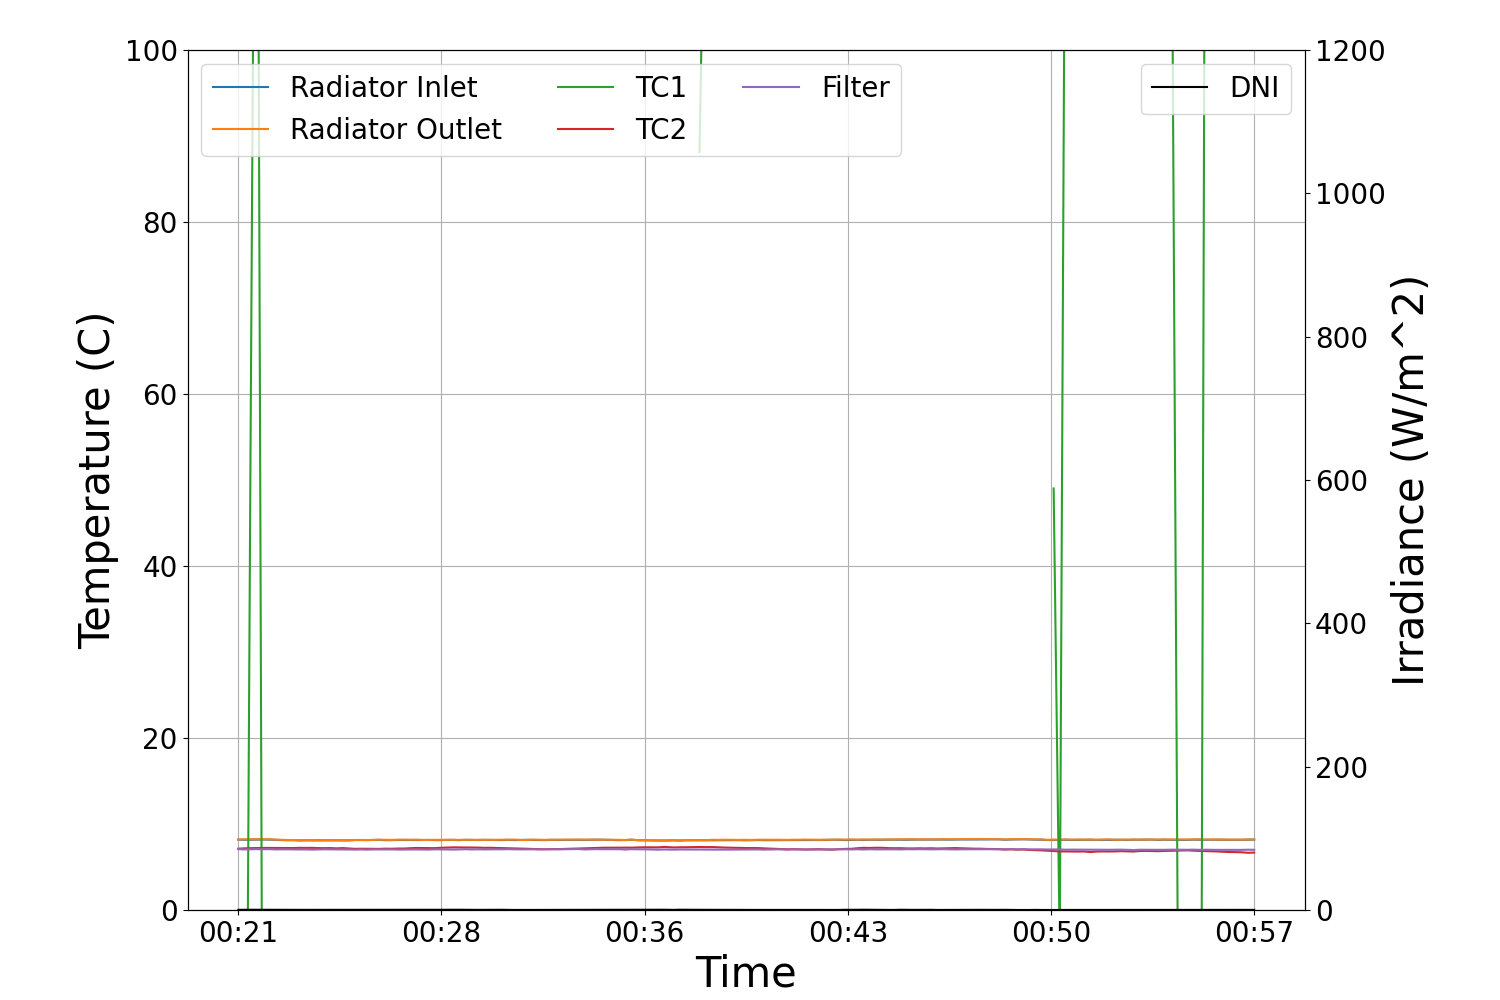 100
80
60
40
20
0
Temperature (C)
Radiator Inlet
Radiator Outlet
TC1
TC2
Filter
DNI
1200
1000
800
600
400
200
0
Irradiance (W/m^2)
00:21 00:28 00:36 00:43 00:50 00:57
Time